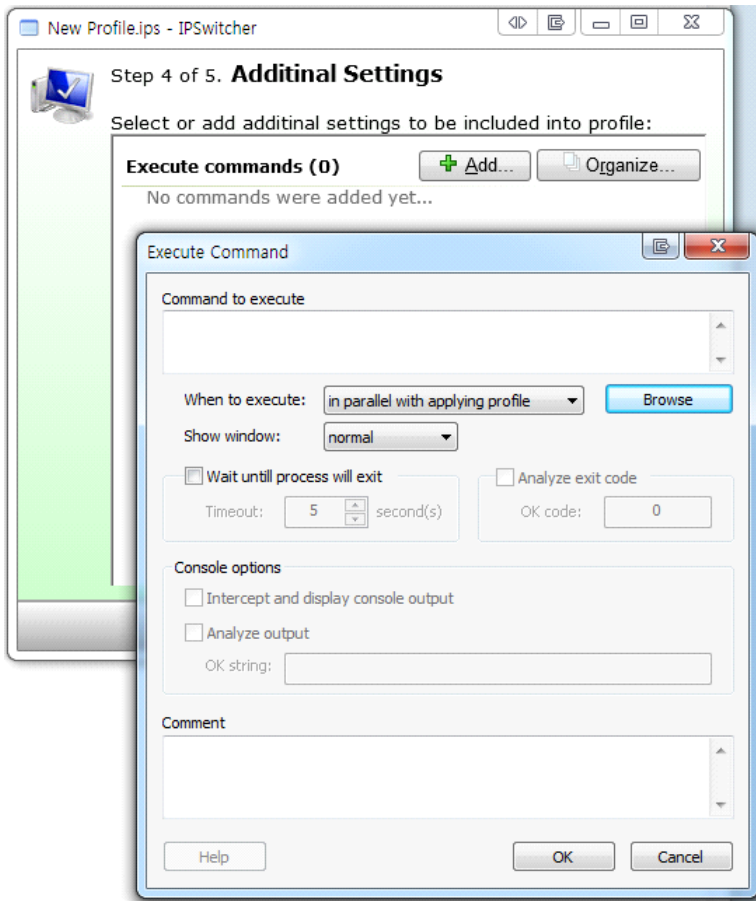 New Profile.ips - IPSwitcher
Step 4 of 5. Additinal Settings
Select or add additinal settings to be included into profile:
Execute commands (0)
Add...
Organize...
No commands were added yet...
Execute Command
Command to execute
When to execute: in parallel with applying profile
Browse
Show window: normal
Wait untill process will exit
Analyze exit code
Timeout: 5 second(s)
OK code: 0
Console options
Intercept and display console output
Analyze output
OK string:
Comment
Help
OK
Cancel